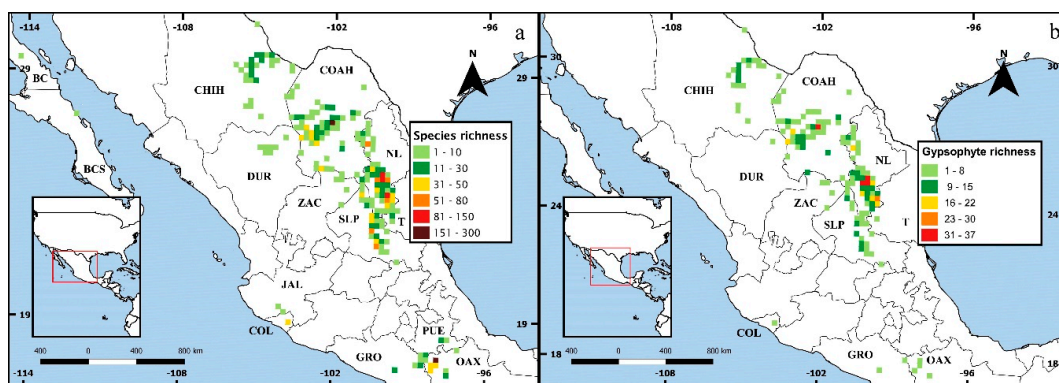 -114
-108
-102
-96
a
N
29
BC
COAH
CHIH
BCS
NL
DUR
ZAC
SLP
T
24
19
JAL
COL
PUE
GRO
OAX
19
Species richness
1 - 10
11 - 30
31 - 50
51 - 80
81 - 150
151 - 300
400 0 400 800 km
-114
-108
-102
-96
-108
-102
-96
b
N
30
29
30
COAH
CHIH
NL
DUR
ZAC
SLP
T
24
24
COL
GRO
OAX
19
18
18
Gypsophyte richness
1 - 8
9 - 15
16 - 22
23 - 30
31 - 37
400 0 400 800 km
-108
-102
-96